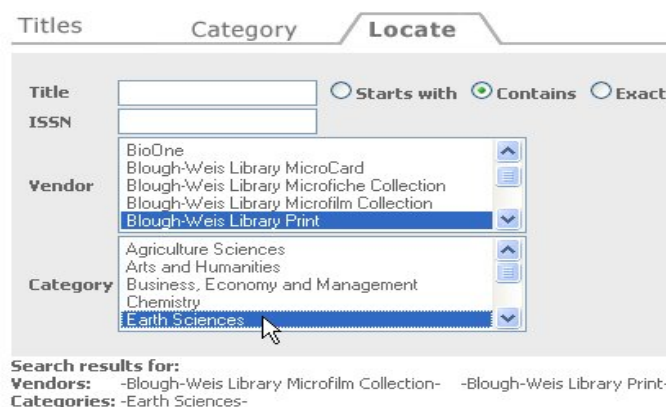 Titles Category Locate
Title Starts with Contains Exact
ISSN
BioOne
Blough-Weis Library MicroCard
Vendor Blough-Weis Library Microfiche Collection
Blough-Weis Library Microfilm Collection
Blough-Weis Library Print
Agriculture Sciences
Arts and Humanities
Category Business, Economy and Management
Chemistry
Earth Sciences
Search results for:
Vendors: -Blough-Weis Library Microfilm Collection- -Blough-Weis Library Print-
Categories: -Earth Sciences-